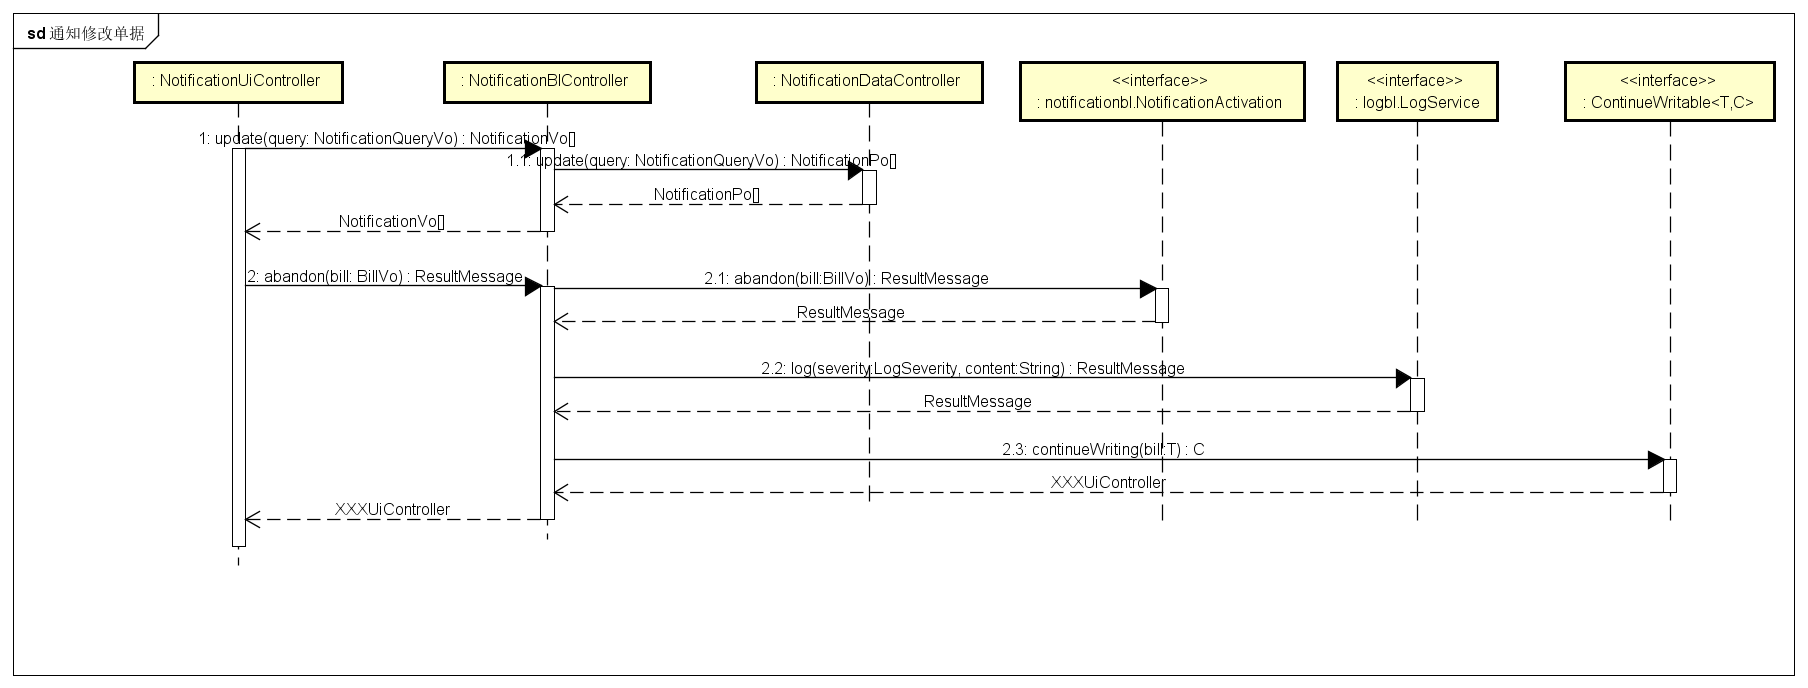 sd 通知修改单据
: NotificationUiController
: NotificationBlController
: NotificationDataController
<<interface>>
: notificationbl.NotificationActivation
<<interface>>
: logbl.LogService
<<interface>>
: ContinueWritable<T,C>
1: update(query: NotificationQueryVo) : NotificationVo[]
1.1: update(query: NotificationQueryVo) : NotificationPo[]
NotificationPo[]
NotificationVo[]
2: abandon(bill: BillVo) : ResultMessage
2.1: abandon(bill:BillVo) : ResultMessage
ResultMessage
2.2: log(severity:LogSeverity, content:String) : ResultMessage
ResultMessage
2.3: continueWriting(bill:T) : C
XXXUiController
XXXUiController